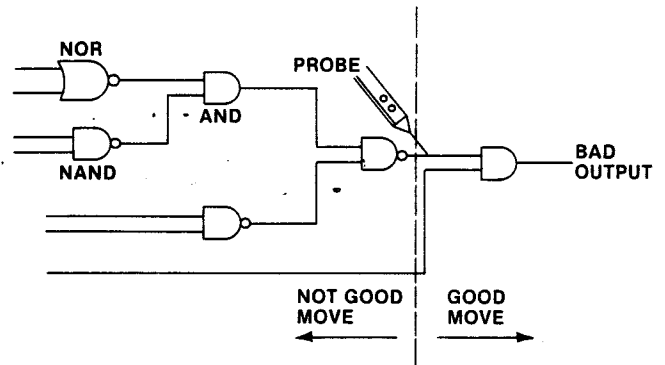 NOR
PROBE
AND
NAND
BAD
OUTPUT
NOT GOOD
MOVE
GOOD
MOVE